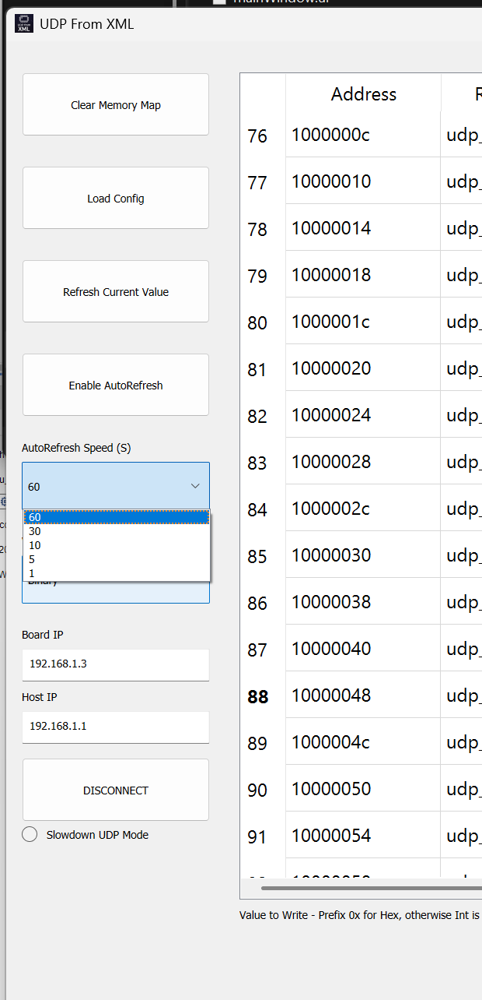 UDP From XML
Clear Memory Map
Load Config
Refresh Current Value
Enable AutoRefresh
AutoRefresh Speed (S)
60
60
30
10
5
1
Binary
Board IP
192.168.1.3
Host IP
192.168.1.1
DISCONNECT
Slowdown UDP Mode
Address
76 1000000c udp_
77 10000010 udp_
78 10000014 udp_
79 10000018 udp_
80 1000001c udp_
81 10000020 udp_
82 10000024 udp_
83 10000028 udp_
84 1000002c udp_
85 10000030 udp_
86 10000038 udp_
87 10000040 udp_
88 10000048 udp_
89 1000004c udp_
90 10000050 udp_
91 10000054 udp_
Value to Write - Prefix 0x for Hex, otherwise Int is